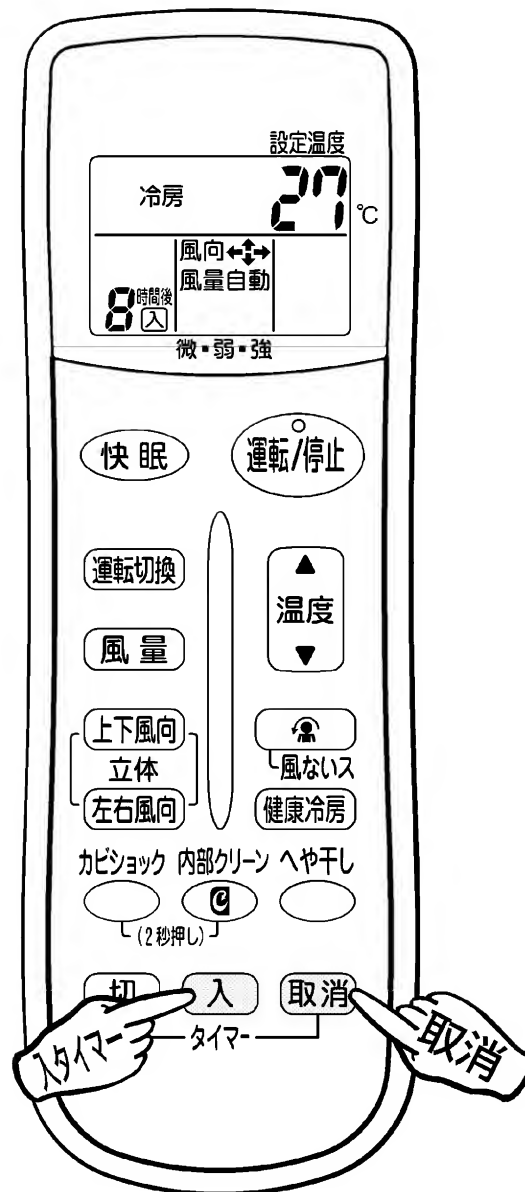 設定温度
冷房 27℃
風向
風量自動
8時間後
入
微・弱・強
快眠
運転/停止
運転切換
温度
風量
上下風向
立体
左右風向
風ないス
健康冷房
カビショック 内部クリーン へや干し
(2秒押し)
切 入 取消
タイマー
入タイマー
取消